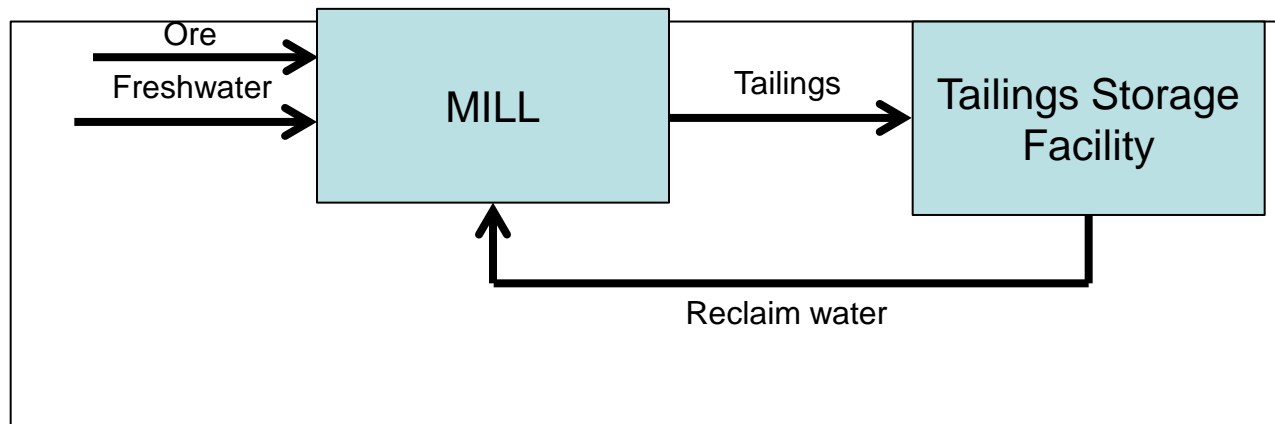 Ore
Freshwater
MILL
Tailings
Tailings Storage
Facility
Reclaim water